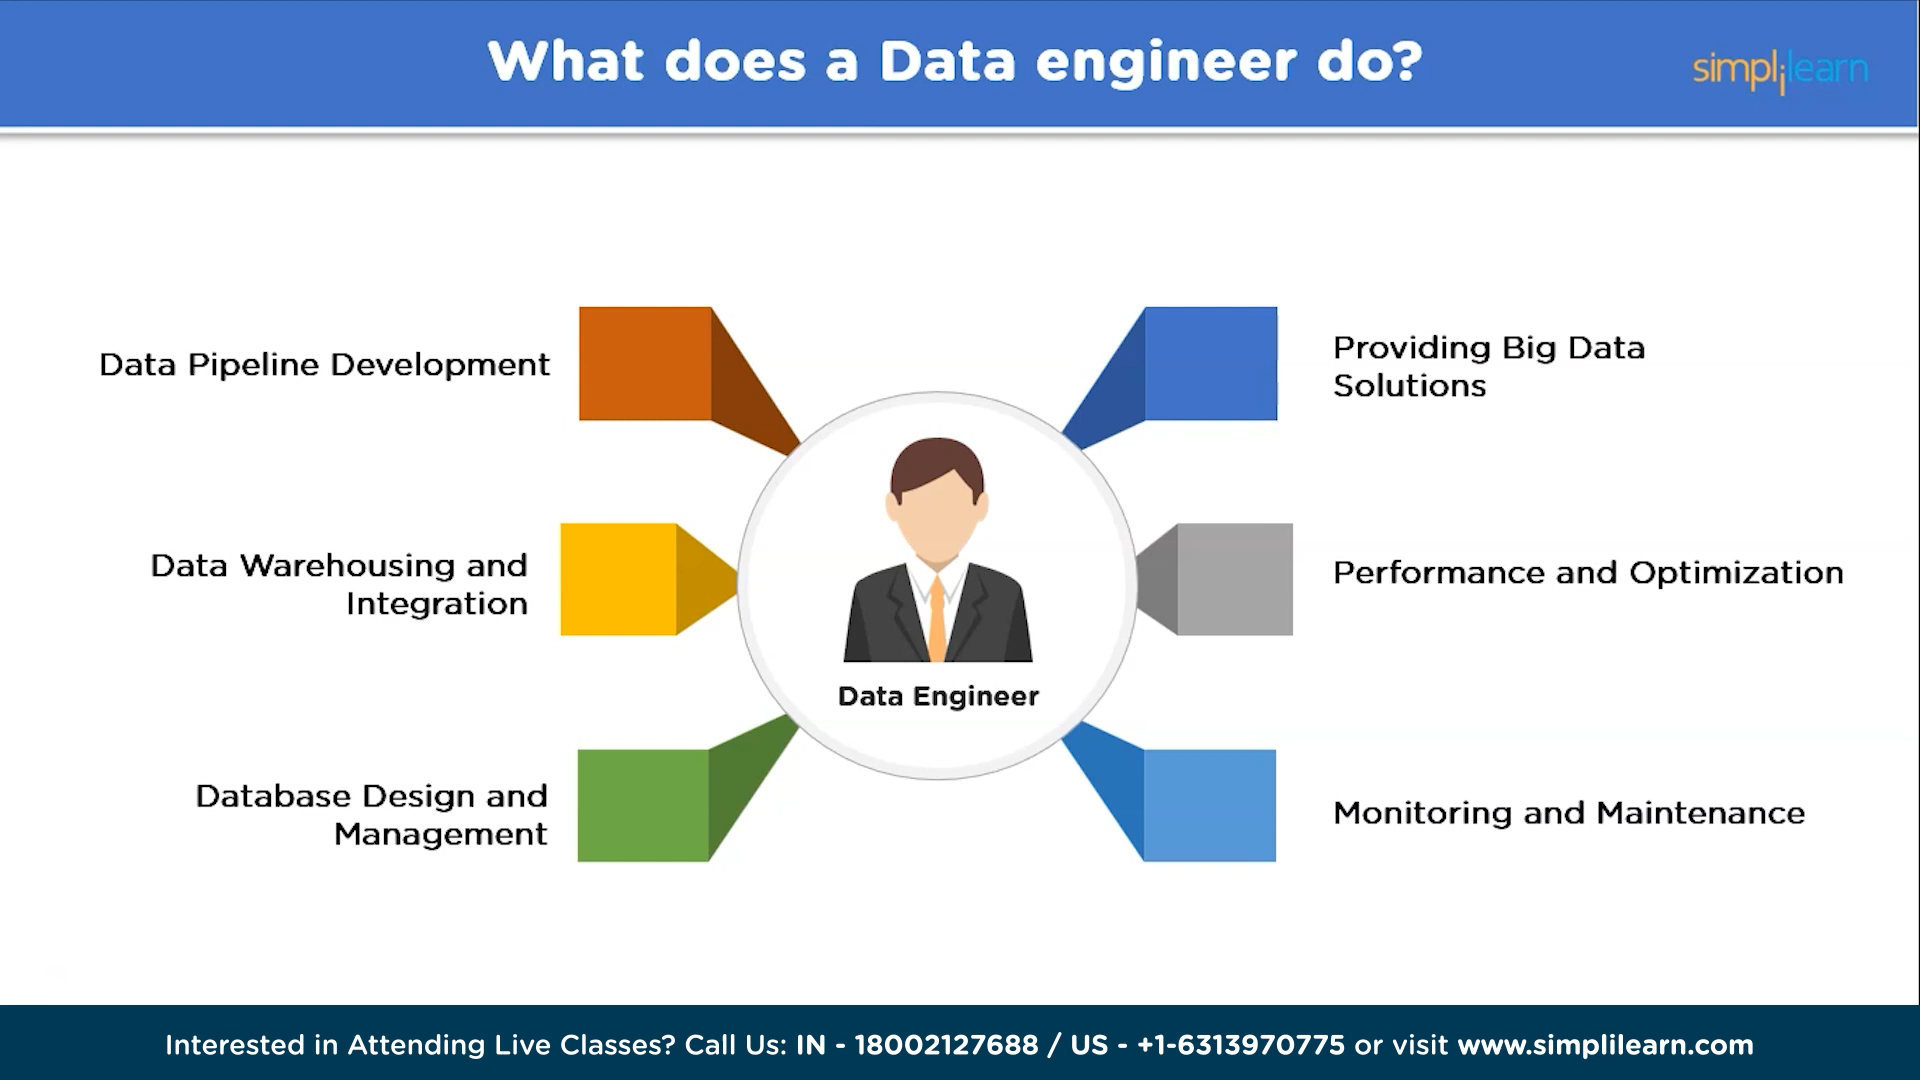 What does a Data engineer do?
simplilearn
Data Pipeline Development
Providing Big Data
Solutions
Data Warehousing and
Integration
Performance and Optimization
Data Engineer
Database Design and
Management
Monitoring and Maintenance
Interested in Attending Live Classes? Call Us: IN - 18002127688 / US - +1-6313970775 or visit www.simplilearn.com